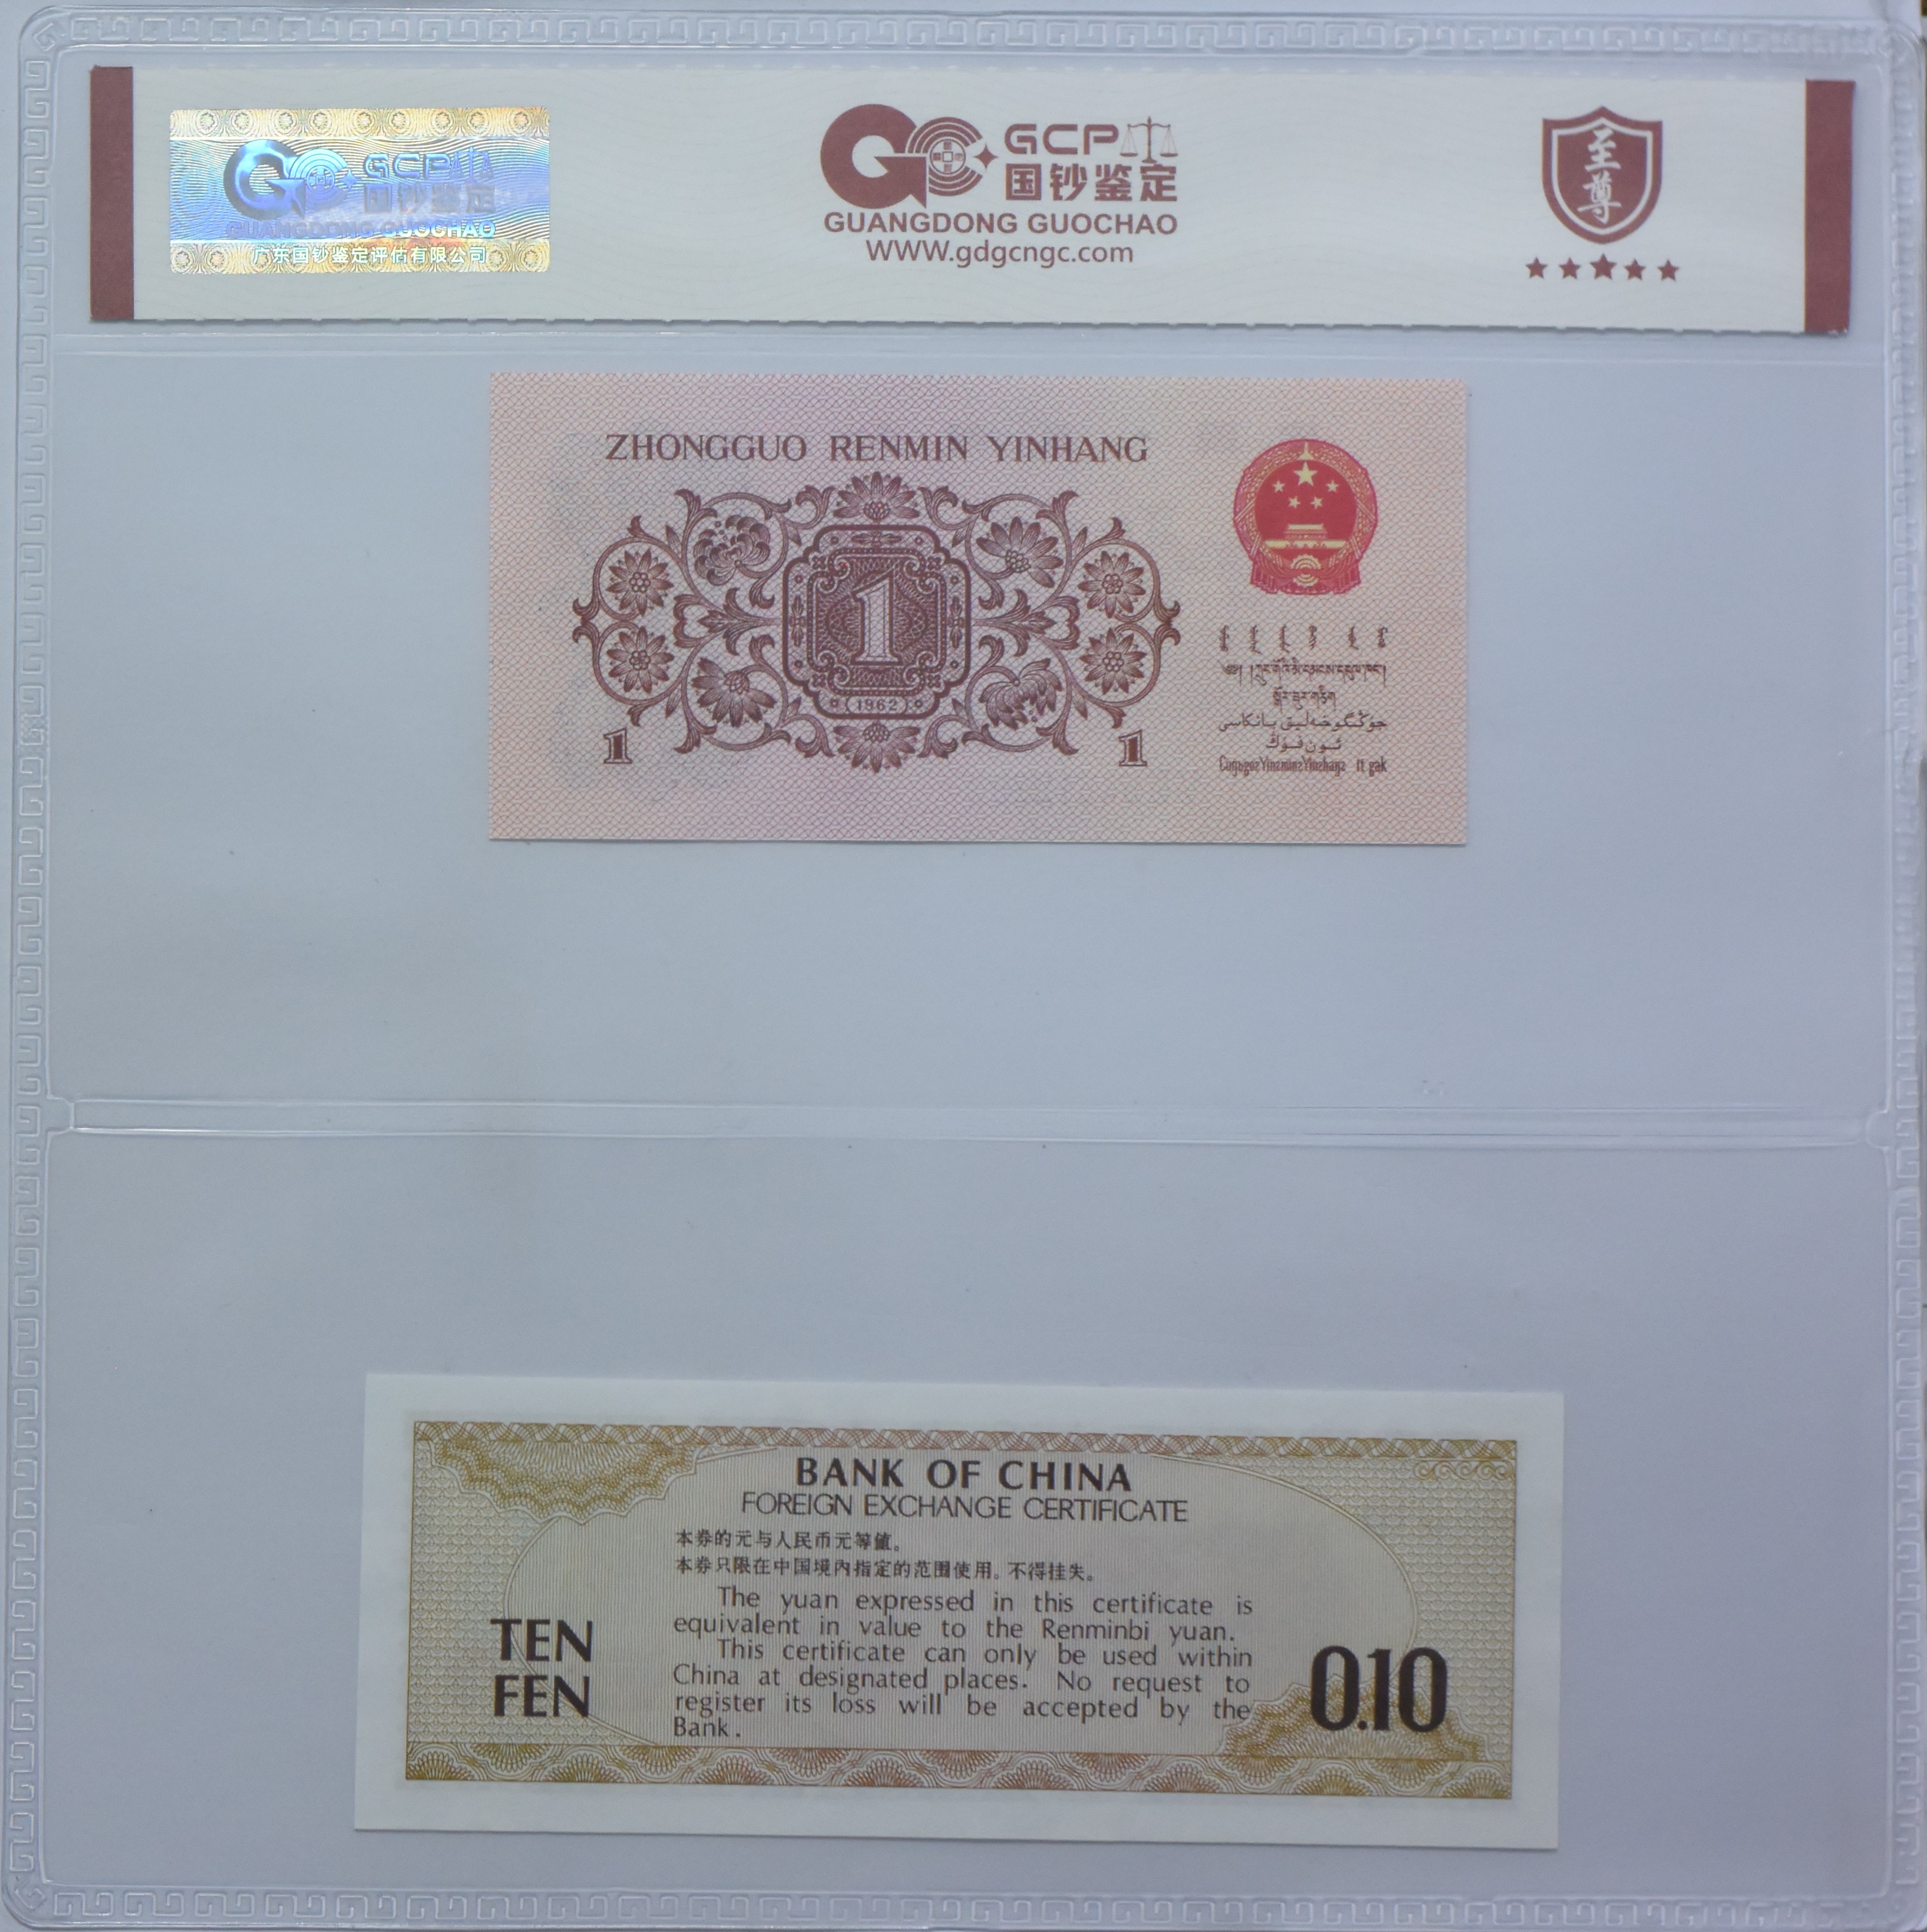 GCP
国钞鉴定
GUANGDONG GUOCHAO
广东国钞鉴定评估有限公司
GCP
国钞鉴定
GUANGDONG GUOCHAO
WWW.gdgcngc.com
至尊
ZHONGGUO RENMIN YINHANG
1
(1962)
1 1
جۇڭگو خەلىق بانكاسى
ئون فۇڭ
BANK OF CHINA
FOREIGN EXCHANGE CERTIFICATE
本券的元与人民币元等值。
本券只限在中国境内指定的范围使用。不得挂失。
The yuan expressed in this certificate is
equivalent in value to the Renminbi yuan.
This certificate can only be used within
China at designated places. No request to
register its loss will be accepted by the
Bank.
TEN
FEN
0.10